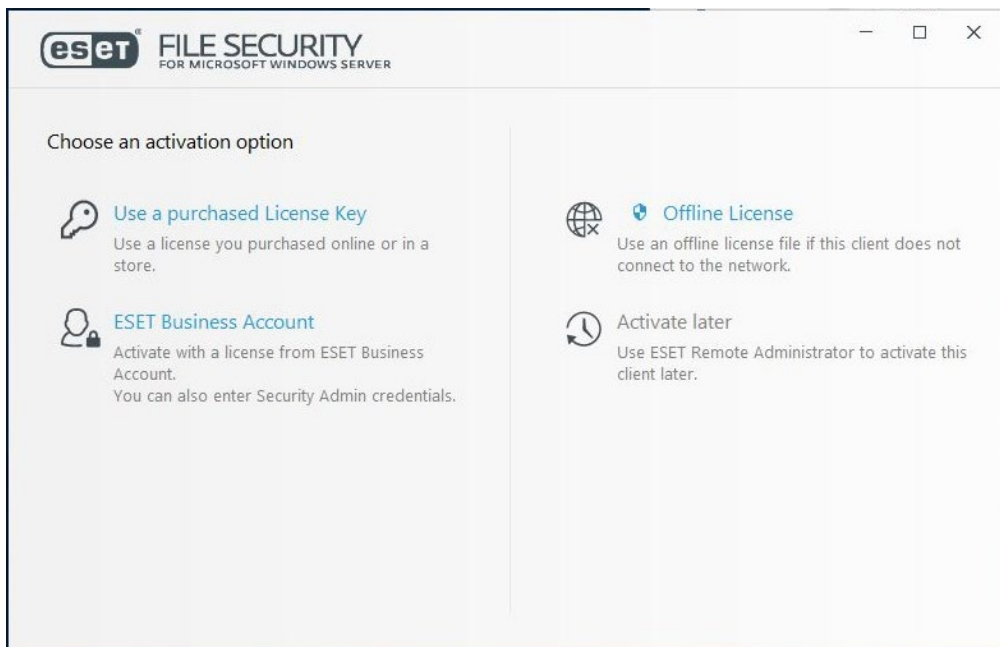 eset® FILE SECURITY
FOR MICROSOFT WINDOWS SERVER
Choose an activation option
Use a purchased License Key
Use a license you purchased online or in a
store.
ESET Business Account
Activate with a license from ESET Business
Account.
You can also enter Security Admin credentials.
Offline License
Use an offline license file if this client does not
connect to the network.
Activate later
Use ESET Remote Administrator to activate this
client later.